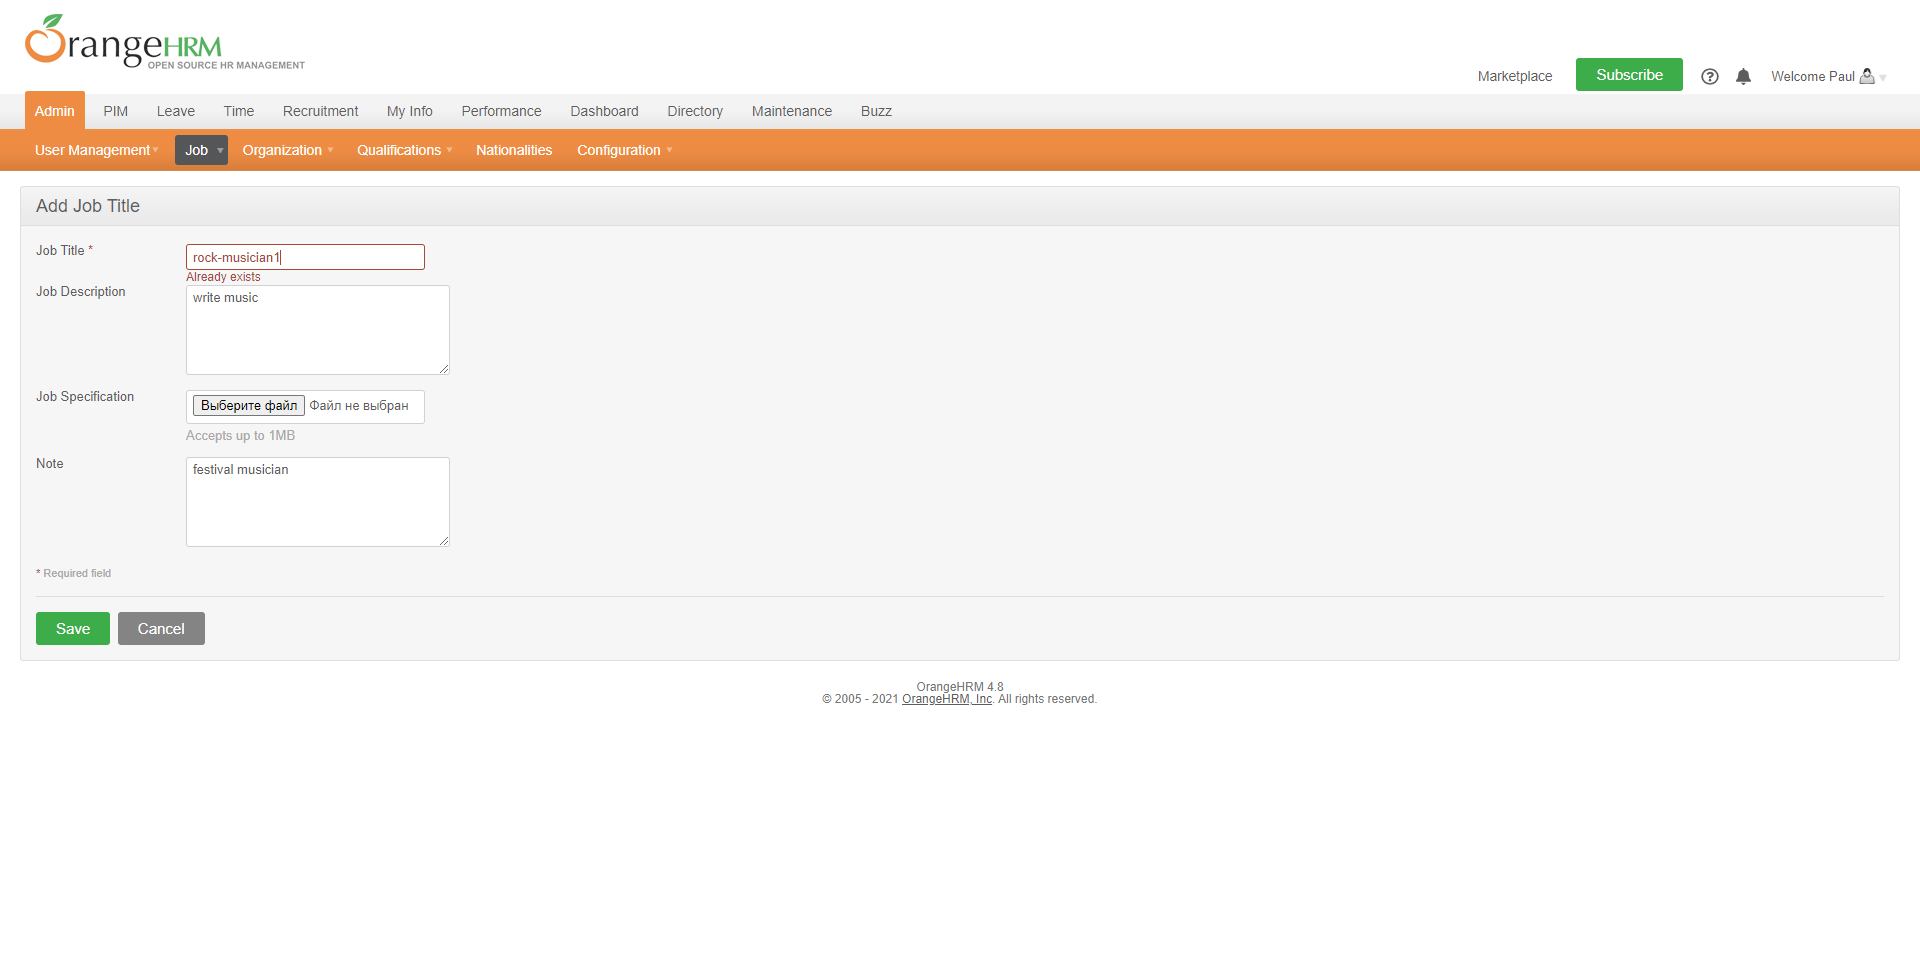 OrangeHRM
OPEN SOURCE HR MANAGEMENT
Marketplace Subscribe Welcome Paul
Admin PIM Leave Time Recruitment My Info Performance Dashboard Directory Maintenance Buzz
User Management Job Organization Qualifications Nationalities Configuration
Add Job Title
Job Title * rock-musician1
Already exists
Job Description write music
Job Specification Выберите файл Файл не выбран
Accepts up to 1MB
Note festival musician
* Required field
Save Cancel
OrangeHRM 4.8
© 2005 - 2021 OrangeHRM, Inc. All rights reserved.